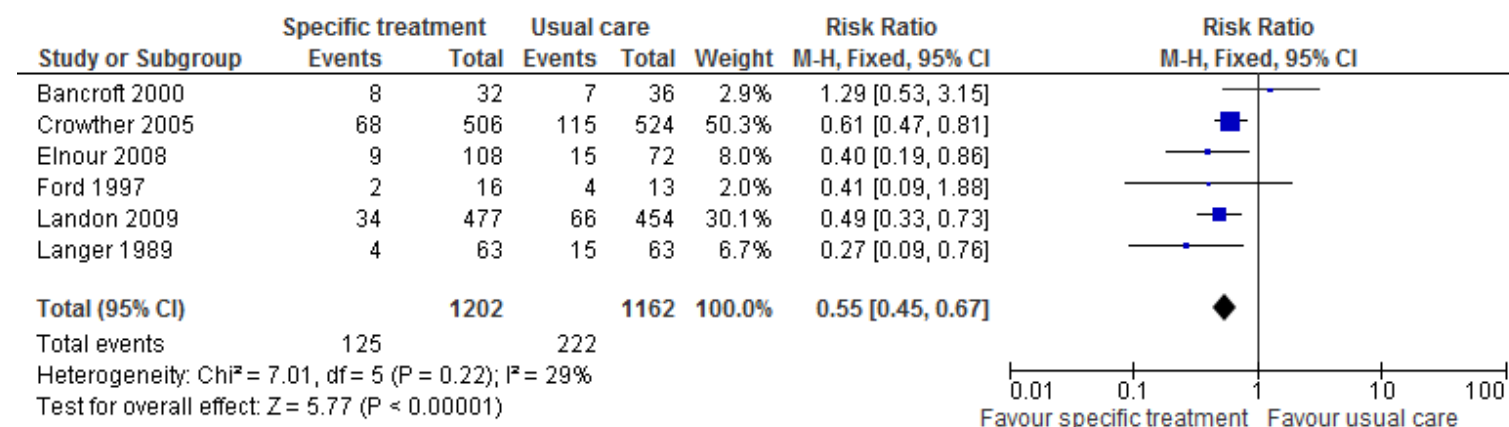 Specific treatment Usual care Risk Ratio Risk Ratio
Study or Subgroup Events Total Events Total Weight M-H, Fixed, 95% CI M-H, Fixed, 95% CI
Bancroft 2000 8 32 7 36 2.9% 1.29 [0.53, 3.15]
Crowther 2005 68 506 115 524 50.3% 0.61 [0.47, 0.81]
Elnour 2008 9 108 15 72 8.0% 0.40 [0.19, 0.86]
Ford 1997 2 16 4 13 2.0% 0.41 [0.09, 1.88]
Landon 2009 34 477 66 454 30.1% 0.49 [0.33, 0.73]
Langer 1989 4 63 15 63 6.7% 0.27 [0.09, 0.76]
Total (95% CI) 1202 1162 100.0% 0.55 [0.45, 0.67]
Total events 125 222
Heterogeneity: Chi² = 7.01, df = 5 (P = 0.22); I² = 29%
Test for overall effect: Z = 5.77 (P < 0.00001)
0.01 0.1 1 10 100
Favour specific treatment Favour usual care